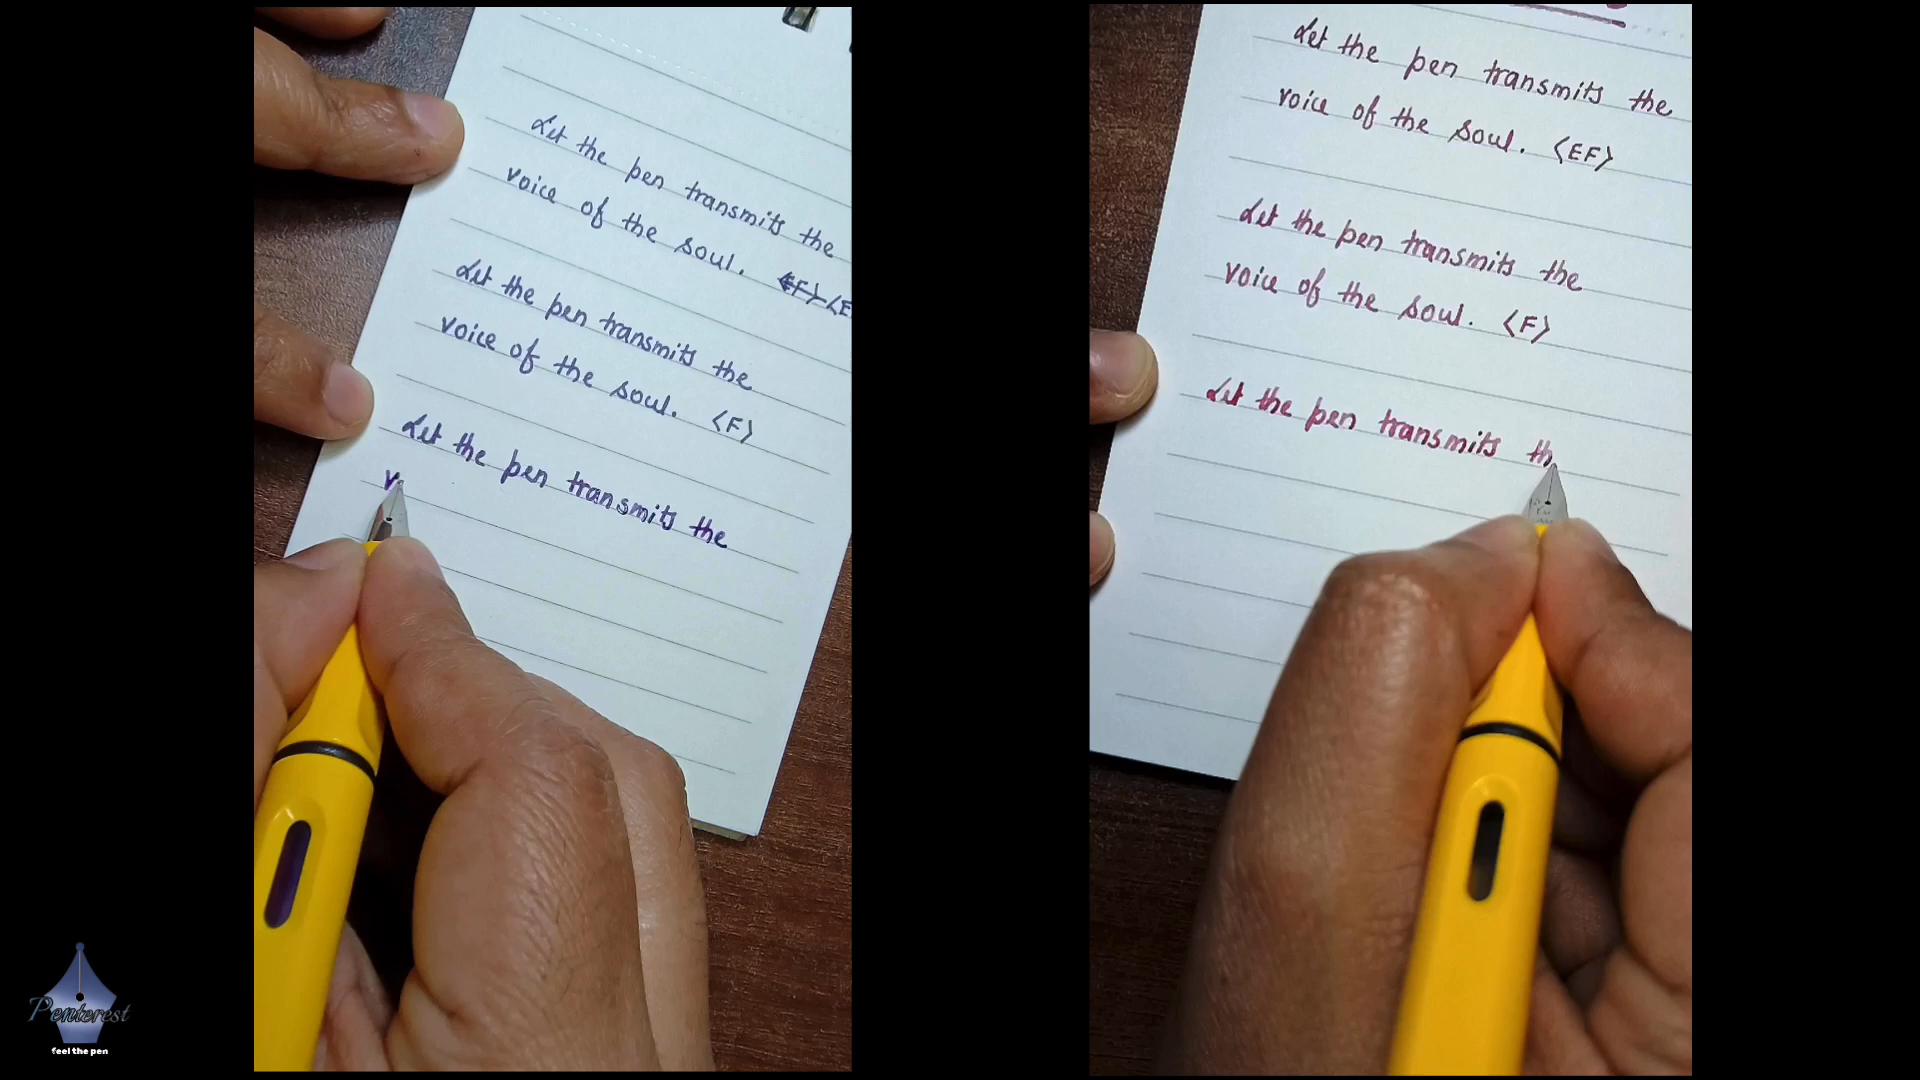 Let the pen transmits the
voice of the soul. <EF>
Let the pen transmits the
voice of the soul. <F>
Let the pen transmits the
v
Let the pen transmits the
voice of the soul. <EF>
Let the pen transmits the
voice of the soul. <F>
Let the pen transmits th
Penterest
feel the pen